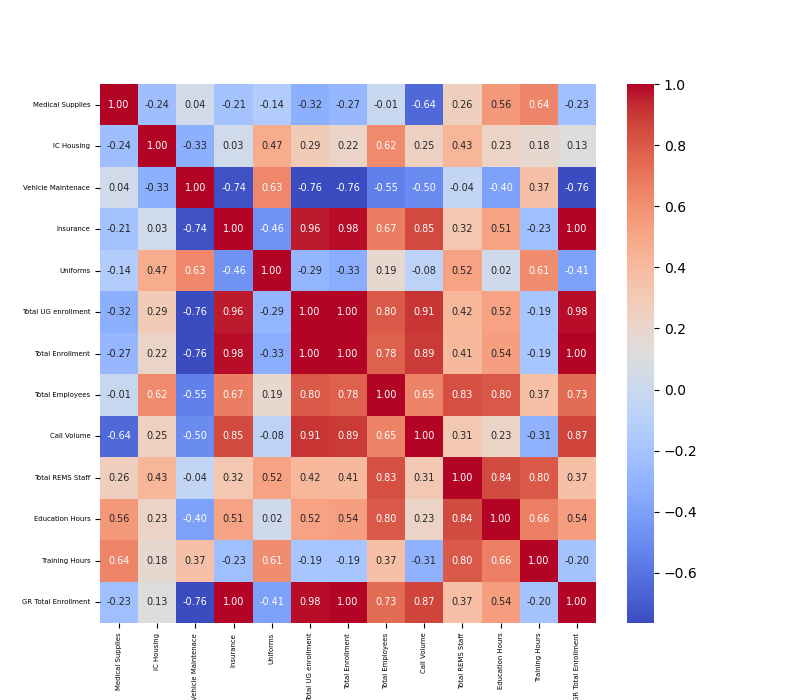 Medical Supplies 1.00 -0.24 0.04 -0.21 -0.14 -0.32 -0.27 -0.01 -0.64 0.26 0.56 0.64 -0.23
IC Housing -0.24 1.00 -0.33 0.03 0.47 0.29 0.22 0.62 0.25 0.43 0.23 0.18 0.13
Vehicle Maintenace 0.04 -0.33 1.00 -0.74 0.63 -0.76 -0.76 -0.55 -0.50 -0.04 -0.40 0.37 -0.76
Insurance -0.21 0.03 -0.74 1.00 -0.46 0.96 0.98 0.67 0.85 0.32 0.51 -0.23 1.00
Uniforms -0.14 0.47 0.63 -0.46 1.00 -0.29 -0.33 0.19 -0.08 0.52 0.02 0.61 -0.41
Total UG enrollment -0.32 0.29 -0.76 0.96 -0.29 1.00 1.00 0.80 0.91 0.42 0.52 -0.19 0.98
Total Enrollment -0.27 0.22 -0.76 0.98 -0.33 1.00 1.00 0.78 0.89 0.41 0.54 -0.19 1.00
Total Employees -0.01 0.62 -0.55 0.67 0.19 0.80 0.78 1.00 0.65 0.83 0.80 0.37 0.73
Call Volume -0.64 0.25 -0.50 0.85 -0.08 0.91 0.89 0.65 1.00 0.31 0.23 -0.31 0.87
Total REMS Staff 0.26 0.43 -0.04 0.32 0.52 0.42 0.41 0.83 0.31 1.00 0.84 0.80 0.37
Education Hours 0.56 0.23 -0.40 0.51 0.02 0.52 0.54 0.80 0.23 0.84 1.00 0.66 0.54
Training Hours 0.64 0.18 0.37 -0.23 0.61 -0.19 -0.19 0.37 -0.31 0.80 0.66 1.00 -0.20
GR Total Enrollment -0.23 0.13 -0.76 1.00 -0.41 0.98 1.00 0.73 0.87 0.37 0.54 -0.20 1.00
Medical Supplies
IC Housing
Vehicle Maintenace
Insurance
Uniforms
Total UG enrollment
Total Enrollment
Total Employees
Call Volume
Total REMS Staff
Education Hours
Training Hours
GR Total Enrollment
1.0
0.8
0.6
0.4
0.2
0.0
−0.2
−0.4
−0.6